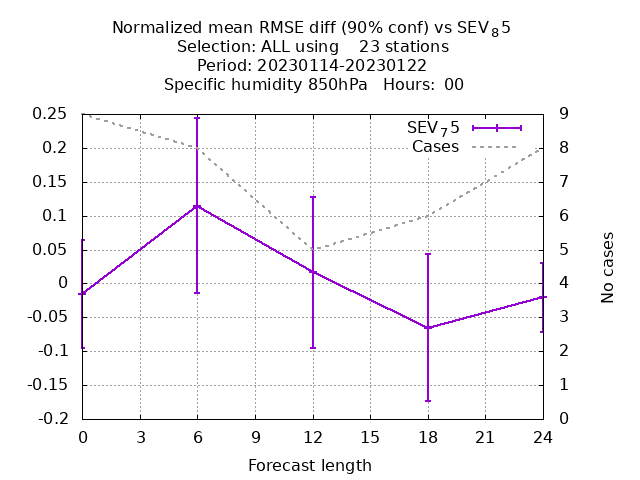 Normalized mean RMSE diff (90% conf) vs SEV₈5
Selection: ALL using 23 stations
Period: 20230114-20230122
Specific humidity 850hPa Hours: 00
SEV₇5
Cases
0.25
0.2
0.15
0.1
0.05
0
-0.05
-0.1
-0.15
-0.2
9
8
7
6
5
4
3
2
1
0
No cases
0 3 6 9 12 15 18 21 24
Forecast length